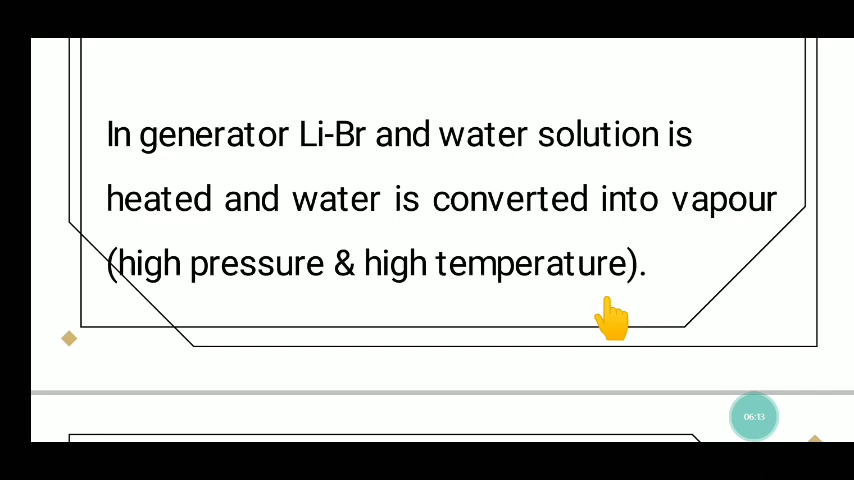 In generator Li-Br and water solution is
heated and water is converted into vapour
(high pressure & high temperature).
06:13